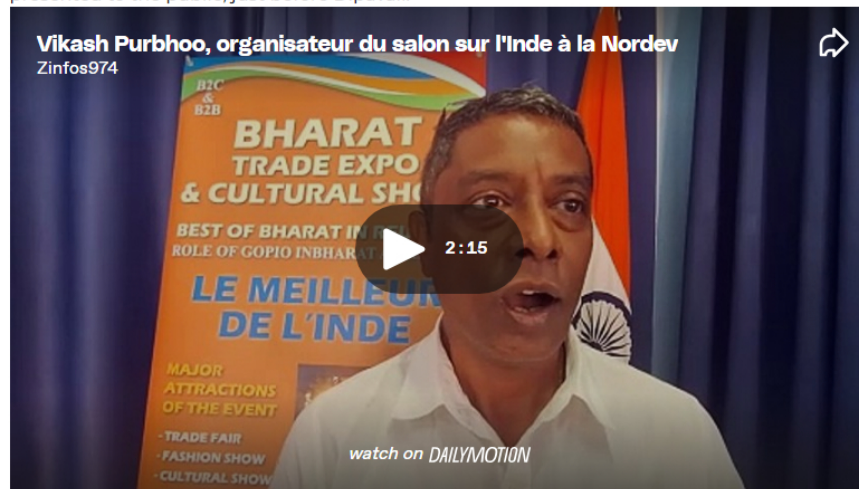 Vikash Purbhoo, organisateur du salon sur l'Inde à la Nordev
Zinfos974
B2C
&
B2B
BHARAT
TRADE EXPO
& CULTURAL
BEST OF BHARAT IN
ROLE OF GOPIO INBHARAT
LE MEILLEUR
DE L'INDE
2:15
MAJOR
ATTRACTIONS
OF THE EVENT
- TRADE FAIR
- FASHION SHOW
- CULTURAL SHOW
watch on DAILYMOTION